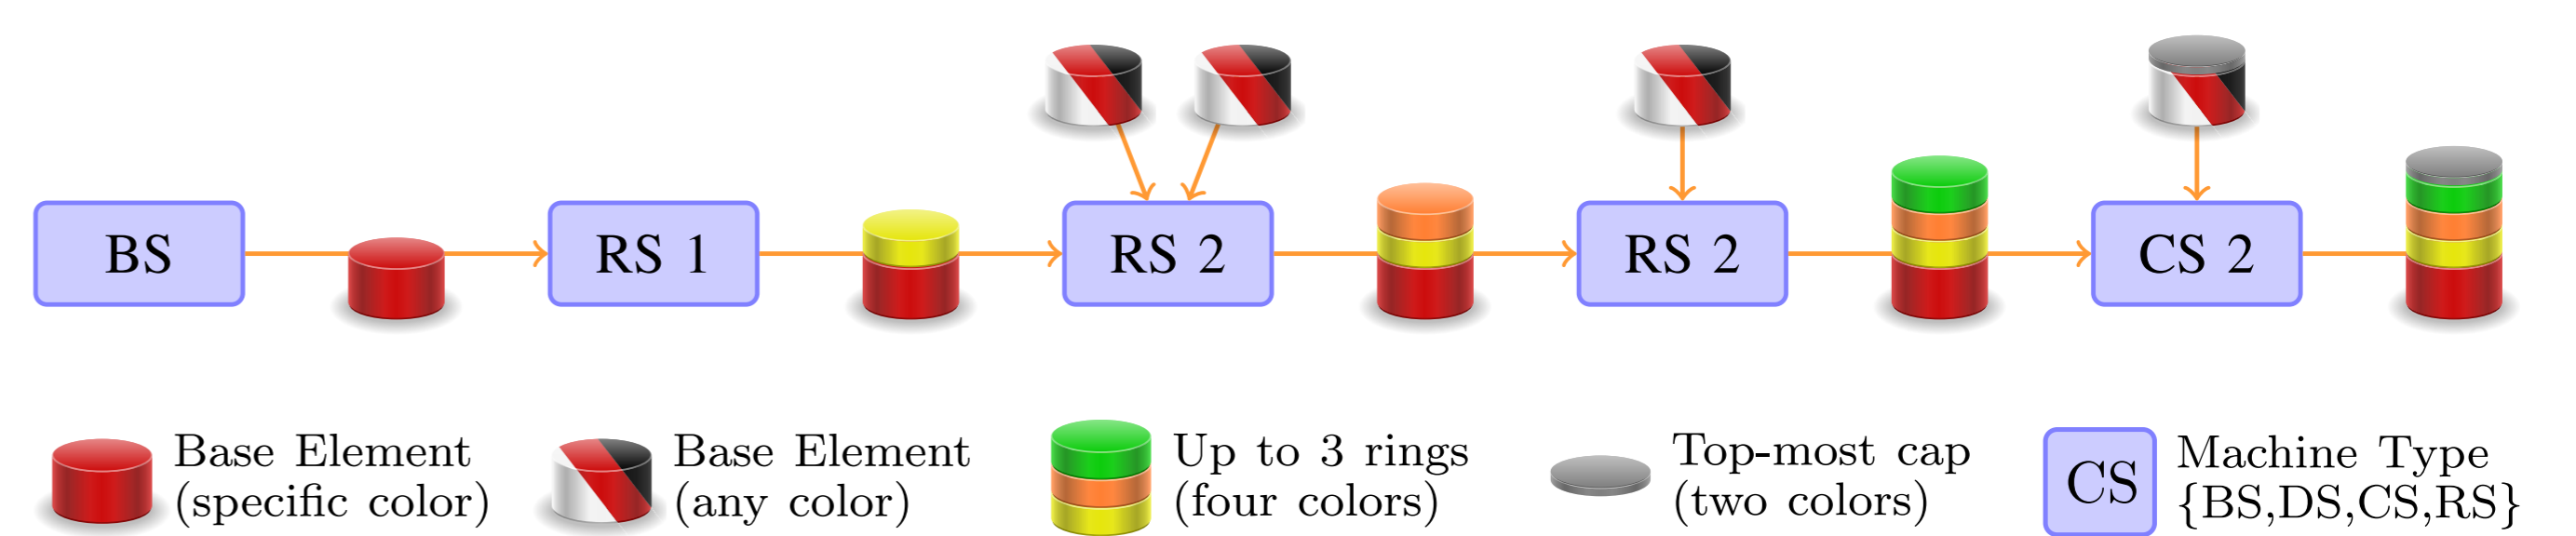 BS
RS 1
RS 2
RS 2
CS 2
Base Element
(specific color)
Base Element
(any color)
Up to 3 rings
(four colors)
Top-most cap
(two colors)
CS
Machine Type
{BS,DS,CS,RS}